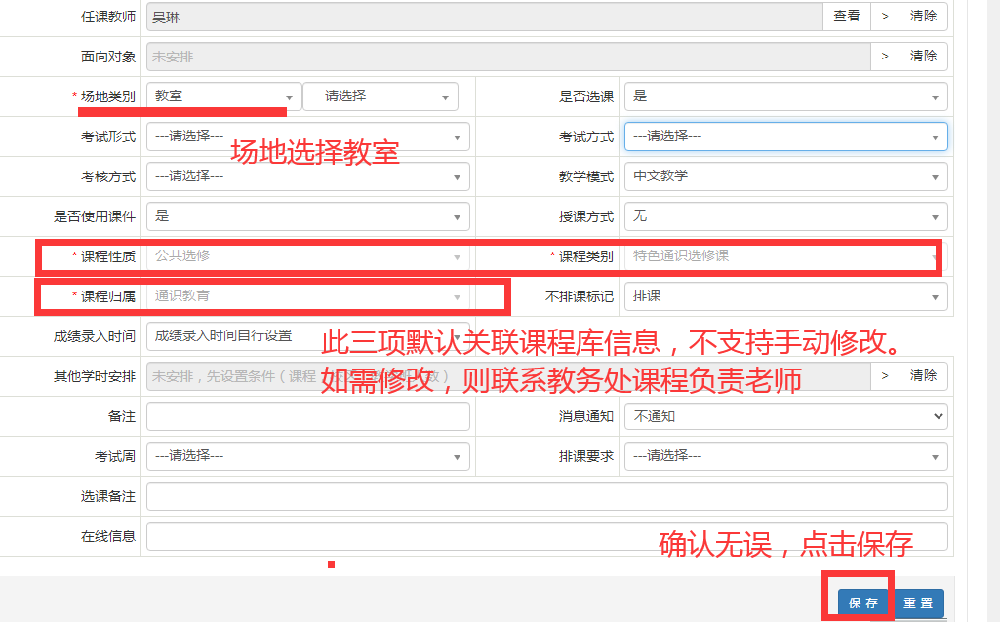 任课教师 吴琳 查看 > 清除
面向对象 未安排 > 清除
* 场地类别 教室 ---请选择--- 是否选课 是
考试形式 ---请选择--- 考试方式 ---请选择---
场地选择教室
考核方式 ---请选择--- 教学模式 中文教学
是否使用课件 是 授课方式 无
* 课程性质 公共选修 * 课程类别 特色通识选修课
* 课程归属 通识教育 不排课标记 排课
成绩录入时间 成绩录入时间自行设置
此三项默认关联课程库信息，不支持手动修改。
其他学时安排 未安排，先设置条件（课程 数） > 清除
如需修改，则联系教务处课程负责老师
备注 消息通知 不通知
考试周 ---请选择--- 排课要求 ---请选择---
选课备注
在线信息
确认无误，点击保存
保存 重置